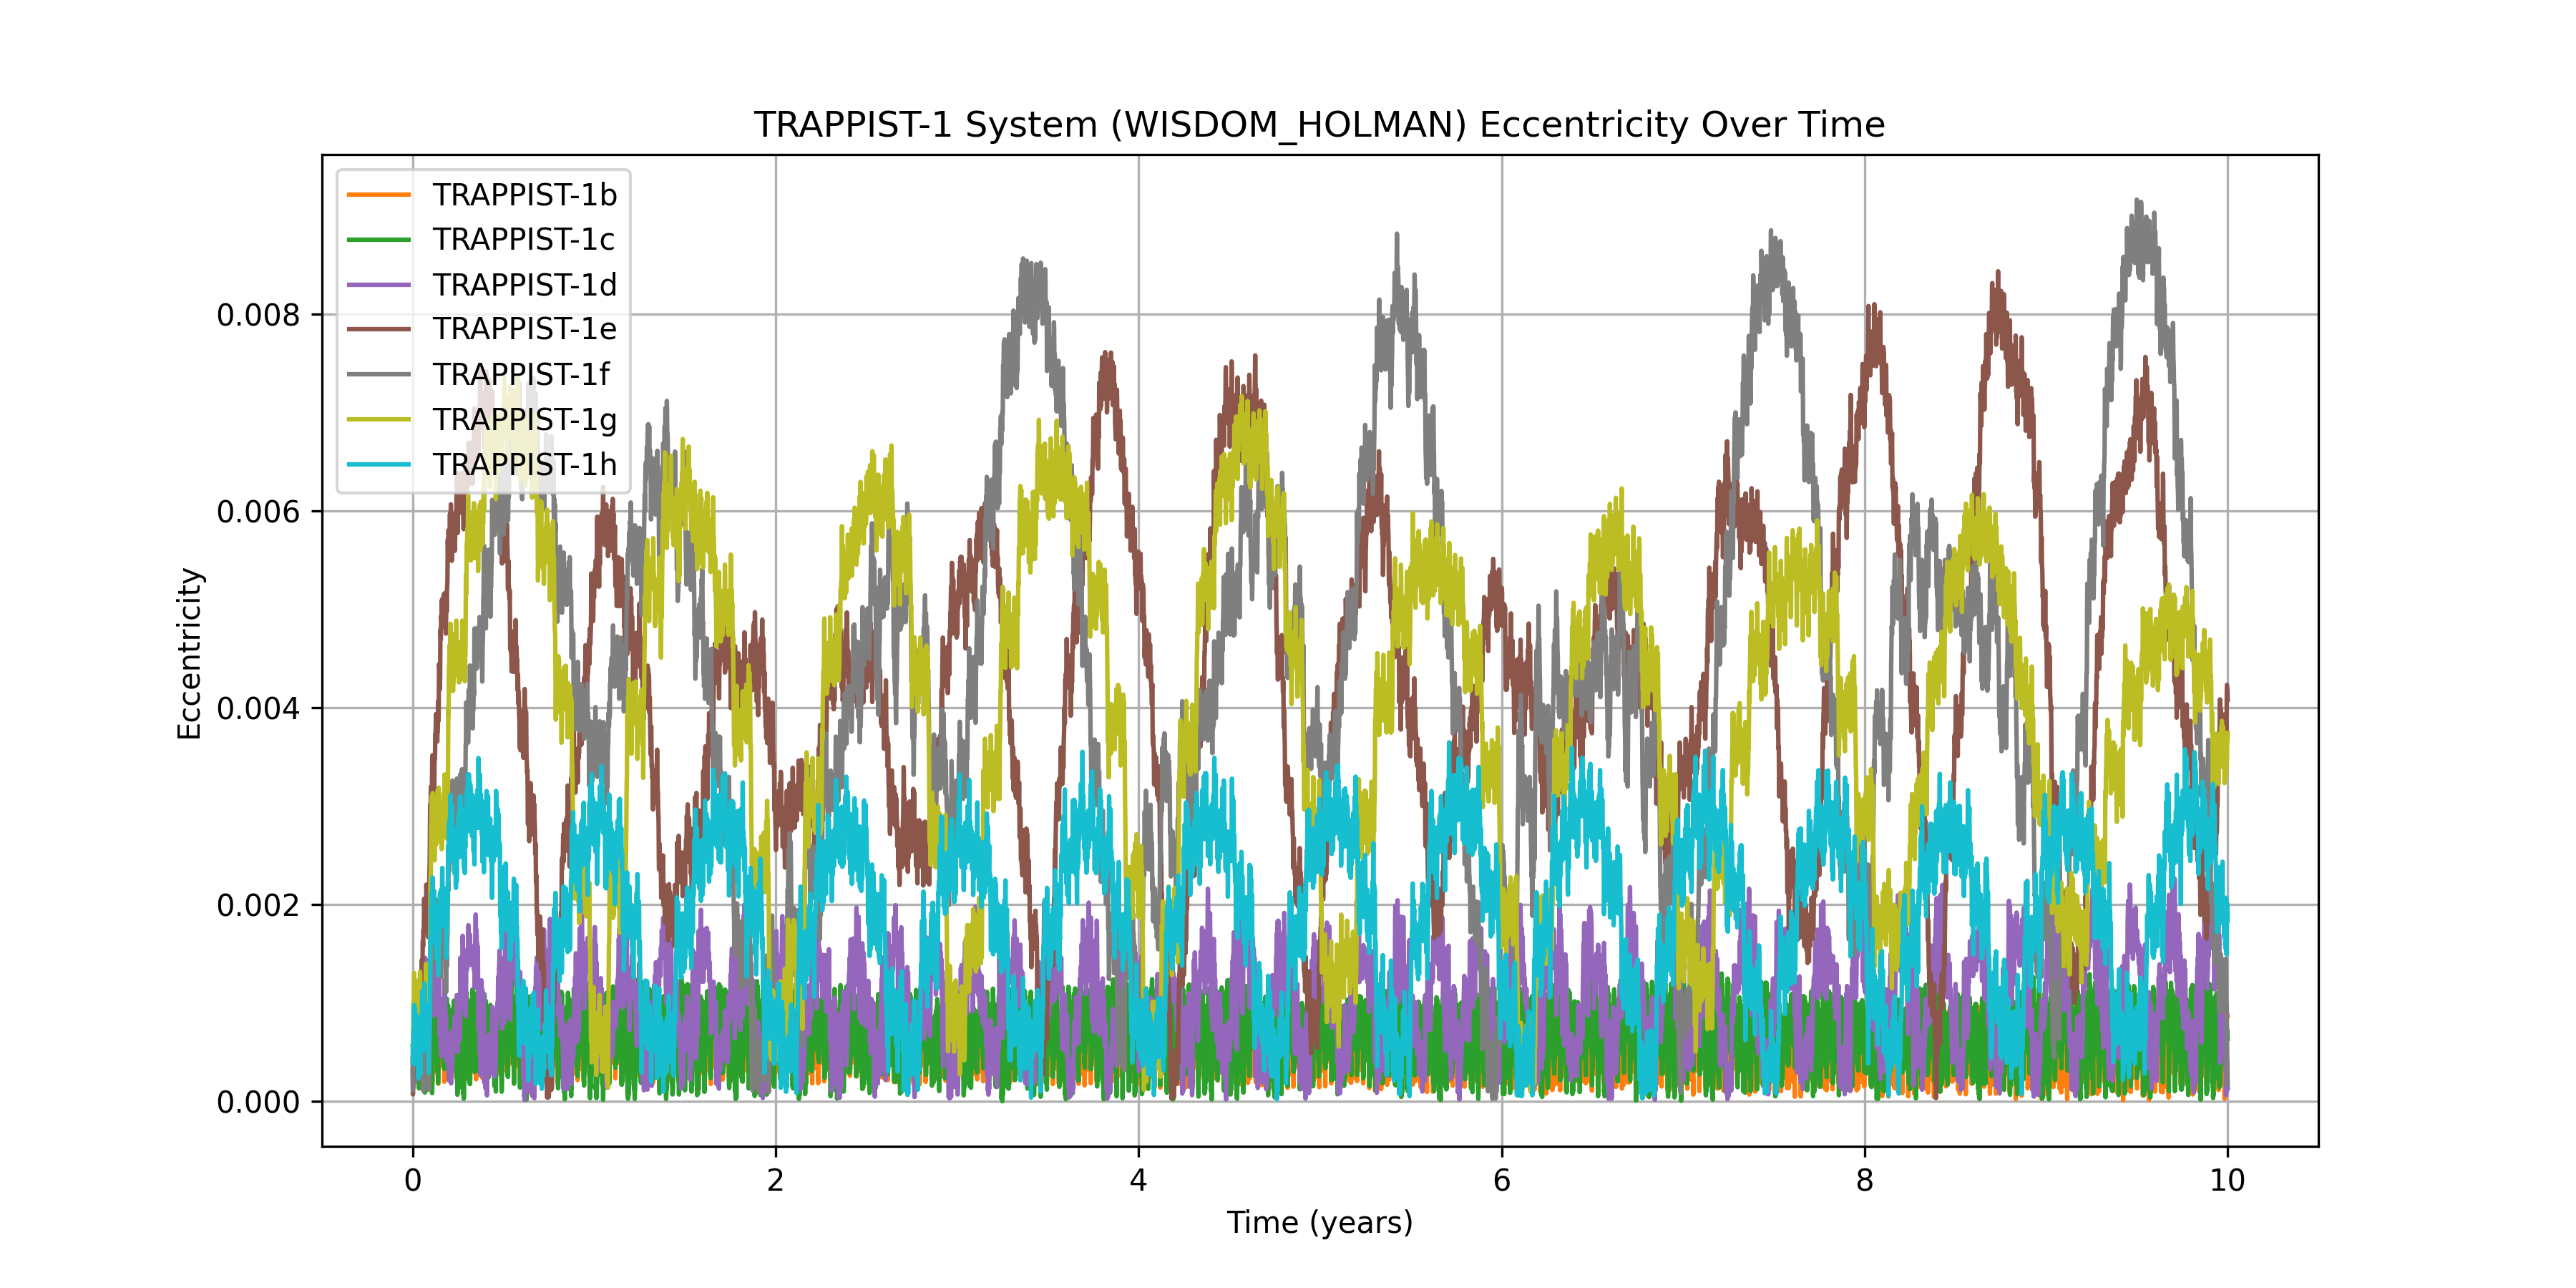 TRAPPIST-1 System (WISDOM_HOLMAN) Eccentricity Over Time
TRAPPIST-1b
TRAPPIST-1c
TRAPPIST-1d
TRAPPIST-1e
TRAPPIST-1f
TRAPPIST-1g
TRAPPIST-1h
Eccentricity
0.008
0.006
0.004
0.002
0.000
0 2 4 6 8 10
Time (years)